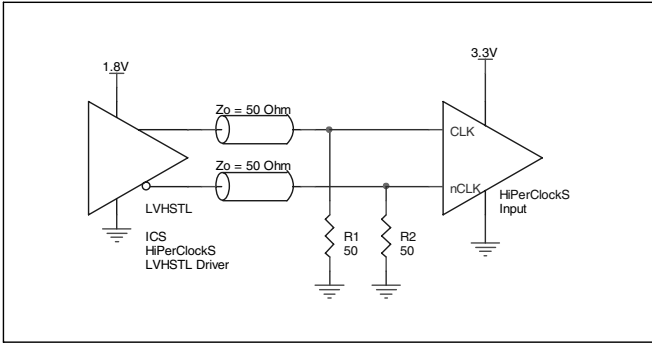 1.8V
3.3V
Zo = 50 Ohm
CLK
Zo = 50 Ohm
nCLK
HiPerClockS
Input
LVHSTL
ICS
HiPerClockS
LVHSTL Driver
R1
50
R2
50